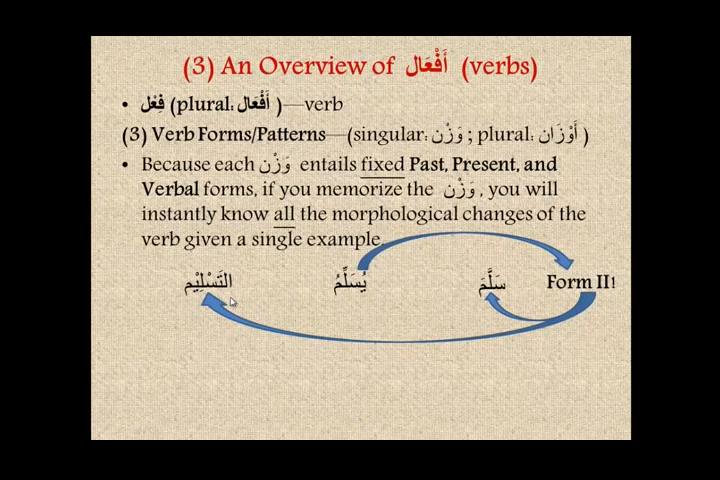 (3) An Overview of أَفْعَال (verbs)
• فِعْل (plural: أَفْعَال )—verb
(3) Verb Forms/Patterns—(singular: وَزْن ; plural: أَوْزَان )
• Because each وَزْن entails fixed Past, Present, and
Verbal forms, if you memorize the وَزْن , you will
instantly know all the morphological changes of the
verb given a single example.
التَسْلِيْم يُسَلِّمُ سَلَّمَ Form II!